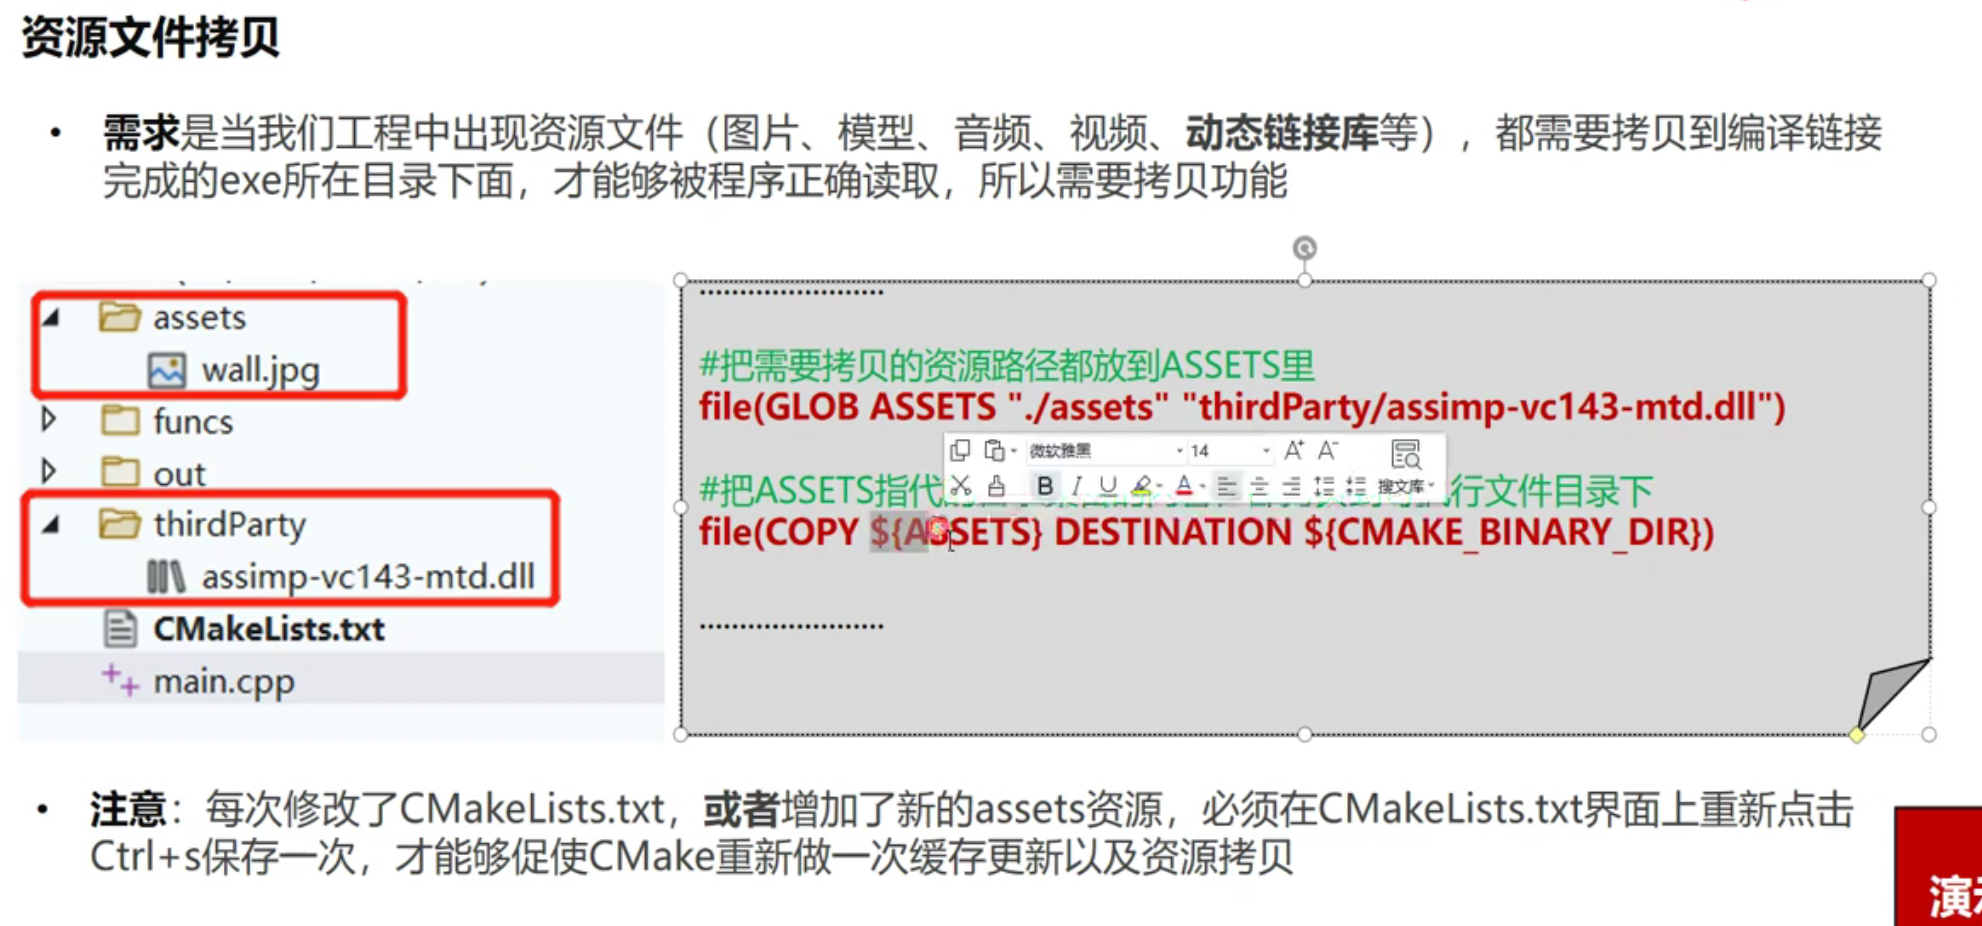 资源文件拷贝
• 需求是当我们工程中出现资源文件（图片、模型、音频、视频、动态链接库等），都需要拷贝到编译链接
完成的exe所在目录下面，才能够被程序正确读取，所以需要拷贝功能
assets
wall.jpg
funcs
out
thirdParty
assimp-vc143-mtd.dll
CMakeLists.txt
main.cpp
.......................
#把需要拷贝的资源路径都放到ASSETS里
file(GLOB ASSETS "./assets" "thirdParty/assimp-vc143-mtd.dll")
微软雅黑 14 A+ A-
B I U A 搜文库
#把ASSETS指代 行文件目录下
file(COPY ${ASSETS} DESTINATION ${CMAKE_BINARY_DIR})
.......................
• 注意：每次修改了CMakeLists.txt，或者增加了新的assets资源，必须在CMakeLists.txt界面上重新点击
Ctrl+s保存一次，才能够促使CMake重新做一次缓存更新以及资源拷贝